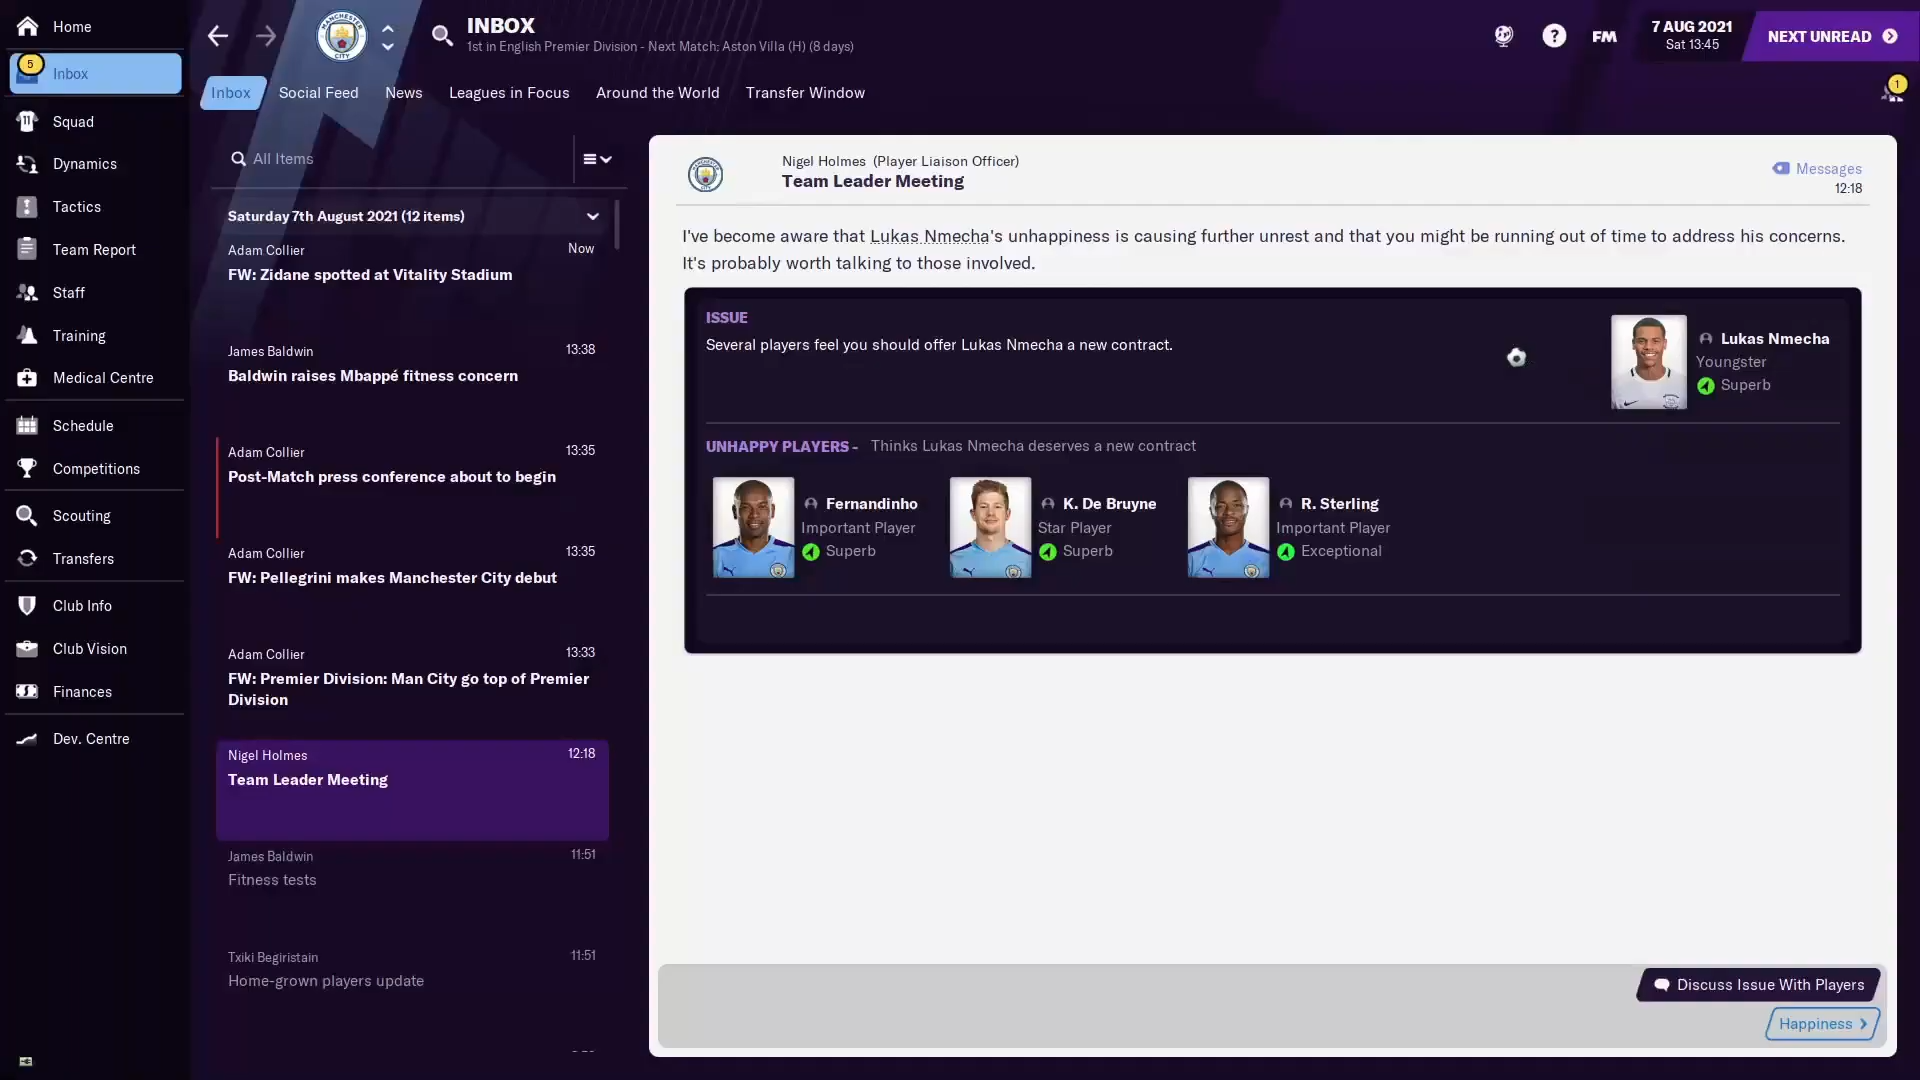 Home
5
Inbox
Squad
Dynamics
Tactics
Team Report
Staff
Training
Medical Centre
Schedule
Competitions
Scouting
Transfers
Club Info
Club Vision
Finances
Dev. Centre
INBOX
1st in English Premier Division - Next Match: Aston Villa (H) (8 days)
FM
7 AUG 2021
Sat 13:45
NEXT UNREAD
1
Inbox Social Feed News Leagues in Focus Around the World Transfer Window
All Items
Saturday 7th August 2021 (12 items)
Adam Collier Now
FW: Zidane spotted at Vitality Stadium
James Baldwin 13:38
Baldwin raises Mbappé fitness concern
Adam Collier 13:35
Post-Match press conference about to begin
Adam Collier 13:35
FW: Pellegrini makes Manchester City debut
Adam Collier 13:33
FW: Premier Division: Man City go top of Premier
Division
Nigel Holmes 12:18
Team Leader Meeting
James Baldwin 11:51
Fitness tests
Txiki Begiristain 11:51
Home-grown players update
MANCHESTER
CITY
Nigel Holmes (Player Liaison Officer)
Team Leader Meeting
Messages
12:18
I've become aware that Lukas Nmecha's unhappiness is causing further unrest and that you might be running out of time to address his concerns.
It's probably worth talking to those involved.
ISSUE
Several players feel you should offer Lukas Nmecha a new contract.
Lukas Nmecha
Youngster
Superb
UNHAPPY PLAYERS - Thinks Lukas Nmecha deserves a new contract
Fernandinho
Important Player
Superb
K. De Bruyne
Star Player
Superb
R. Sterling
Important Player
Exceptional
Discuss Issue With Players
Happiness